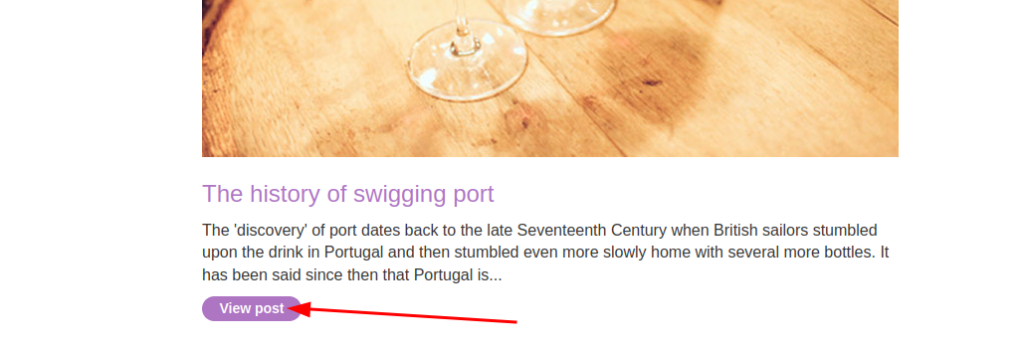 The history of swigging port
The 'discovery' of port dates back to the late Seventeenth Century when British sailors stumbled
upon the drink in Portugal and then stumbled even more slowly home with several more bottles. It
has been said since then that Portugal is...
View post